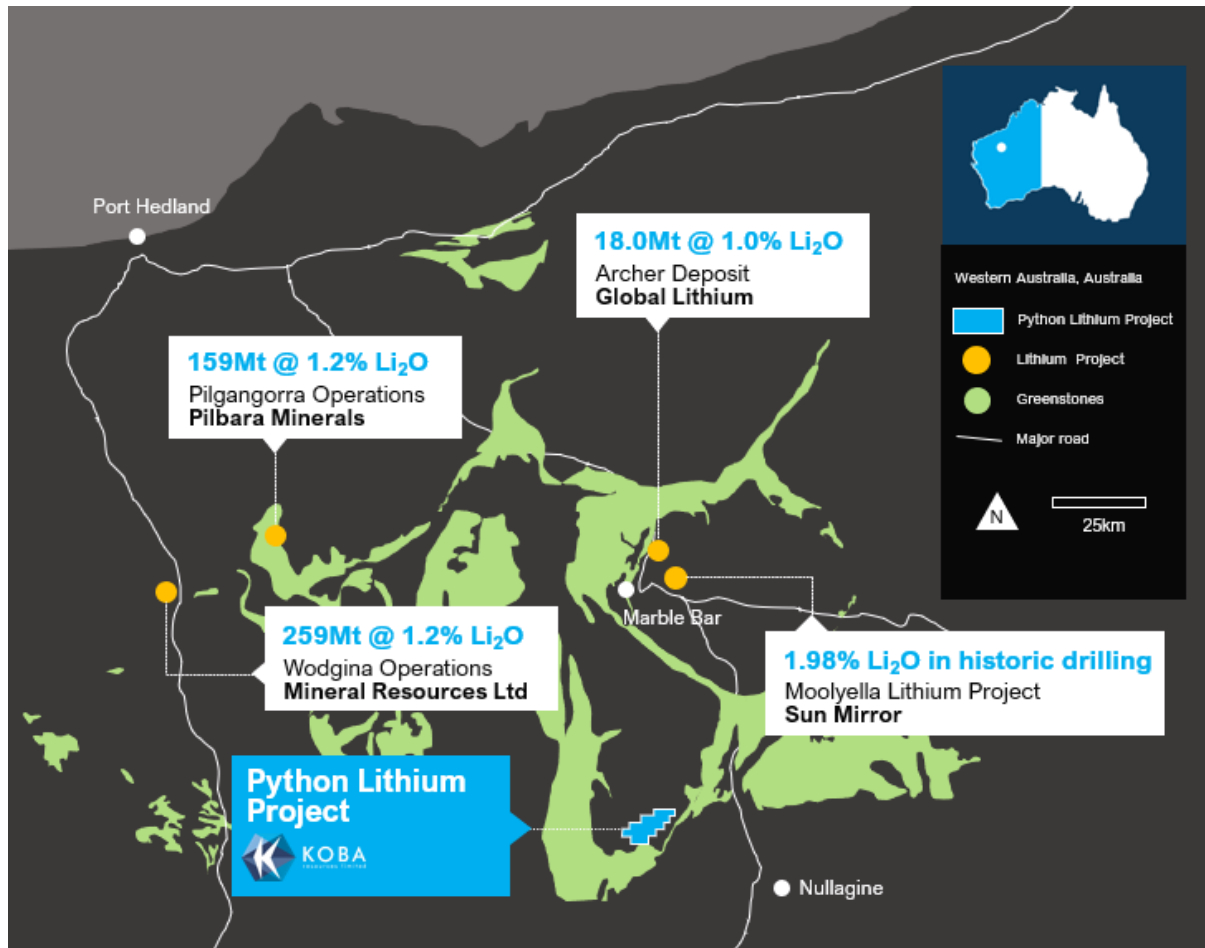 Port Hedland
18.0Mt @ 1.0% Li₂O
Archer Deposit
Global Lithium
159Mt @ 1.2% Li₂O
Pilgangorra Operations
Pilbara Minerals
Marble Bar
259Mt @ 1.2% Li₂O
Wodgina Operations
Mineral Resources Ltd
1.98% Li₂O in historic drilling
Moolyella Lithium Project
Sun Mirror
Python Lithium
Project
KOBA
resources limited
Nullagine
Western Australia, Australia
Python Lithium Project
Lithium Project
Greenstones
Major road
N
25km